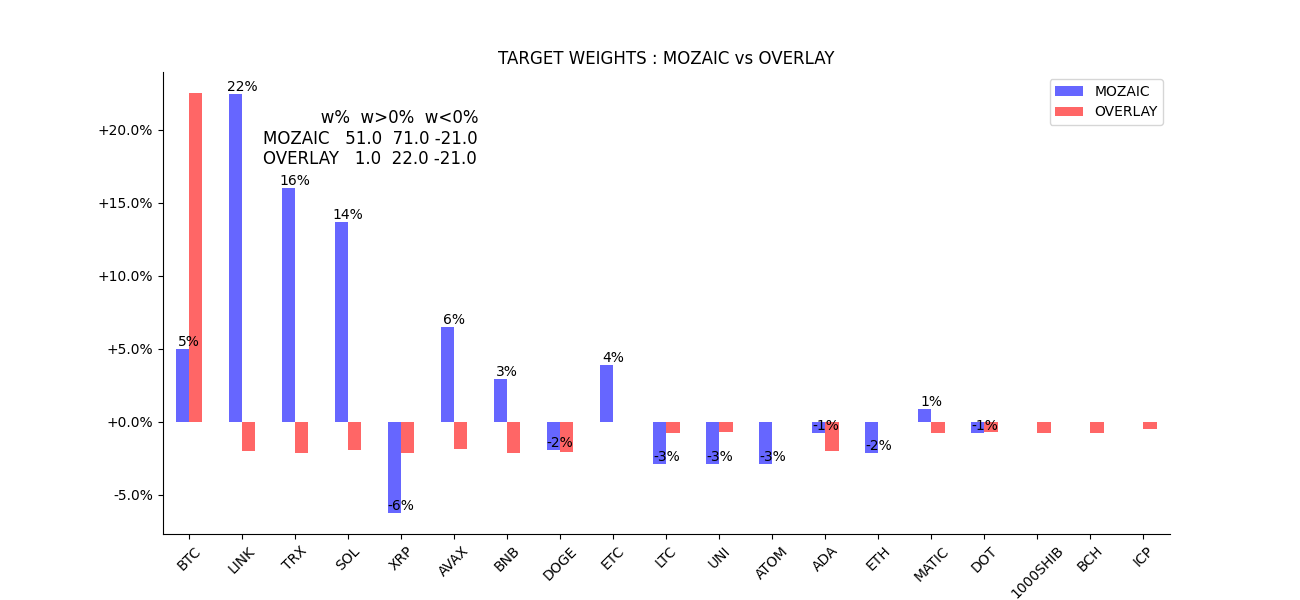 TARGET WEIGHTS : MOZAIC vs OVERLAY
MOZAIC
OVERLAY
w% w>0% w<0%
MOZAIC 51.0 71.0 -21.0
OVERLAY 1.0 22.0 -21.0
+20.0%
+15.0%
+10.0%
+5.0%
+0.0%
-5.0%
5%
22%
16%
14%
-6%
6%
3%
-2%
4%
-3%
-3%
-3%
-1%
-2%
1%
-1%
BTC
LINK
TRX
SOL
XRP
AVAX
BNB
DOGE
ETC
LTC
UNI
ATOM
ADA
ETH
MATIC
DOT
1000SHIB
BCH
ICP